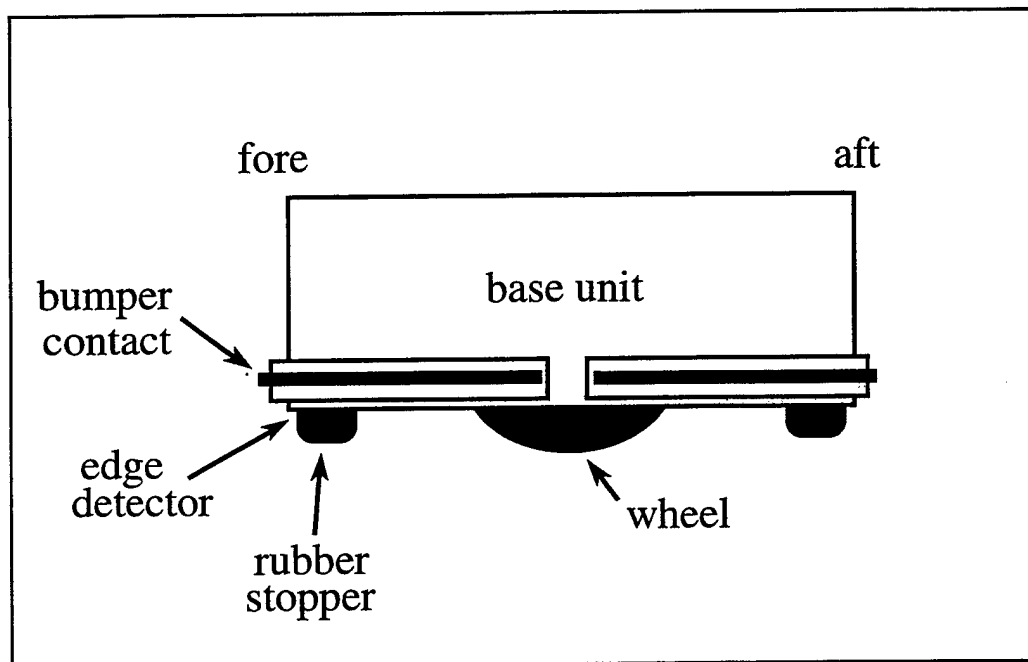 fore
aft
base unit
bumper
contact
edge
detector
wheel
rubber
stopper